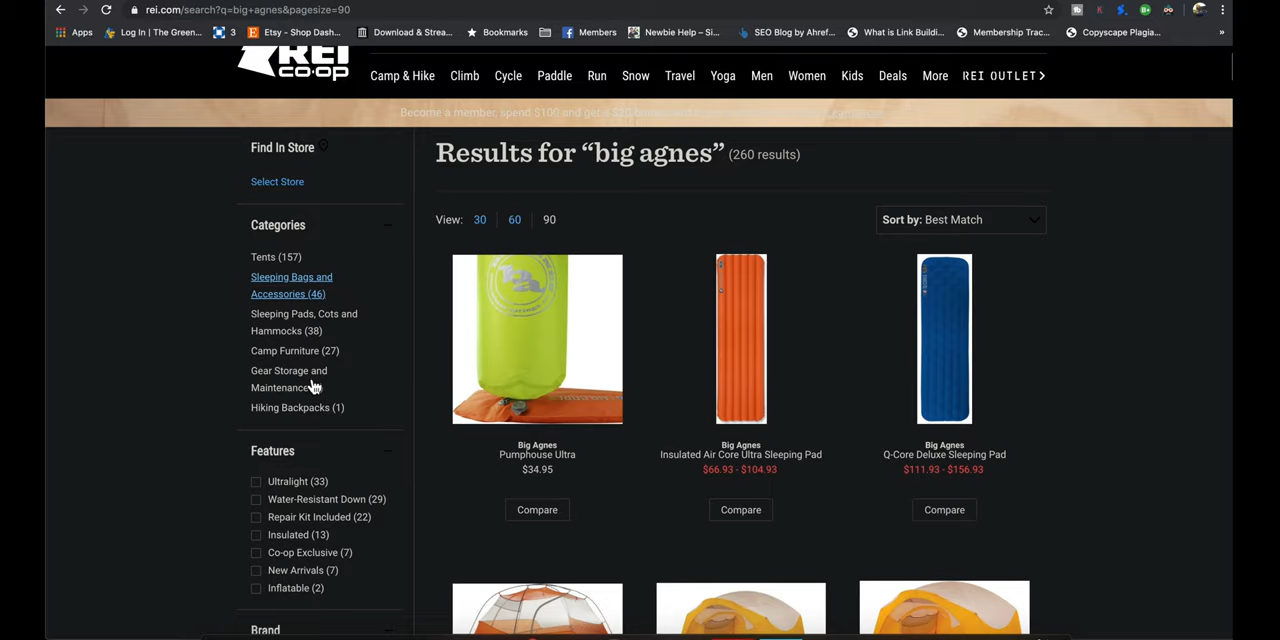 rei.com/search?q=big+agnes&pagesize=90
Apps
Log In | The Green...
3
Etsy - Shop Dash...
Download & Strea...
Bookmarks
Members
Newbie Help – Si...
SEO Blog by Ahref...
What is Link Buildi...
Membership Trac...
Copyscape Plagia...
»
REI
co·op
Camp & Hike
Climb
Cycle
Paddle
Run
Snow
Travel
Yoga
Men
Women
Kids
Deals
More
REI OUTLET
Become a member, spend $100 and get a $20
Find In Store
Select Store
Categories
Tents (157)
Sleeping Bags and
Accessories (46)
Sleeping Pads, Cots and
Hammocks (38)
Camp Furniture (27)
Gear Storage and
Maintenance
Hiking Backpacks (1)
Features
Ultralight (33)
Water-Resistant Down (29)
Repair Kit Included (22)
Insulated (13)
Co-op Exclusive (7)
New Arrivals (7)
Inflatable (2)
Brand
Results for “big agnes” (260 results)
View: 30 60 90
Sort by: Best Match
Big Agnes
Pumphouse Ultra
$34.95
Compare
Big Agnes
Insulated Air Core Ultra Sleeping Pad
$66.93 - $104.93
Compare
Big Agnes
Q-Core Deluxe Sleeping Pad
$111.93 - $156.93
Compare